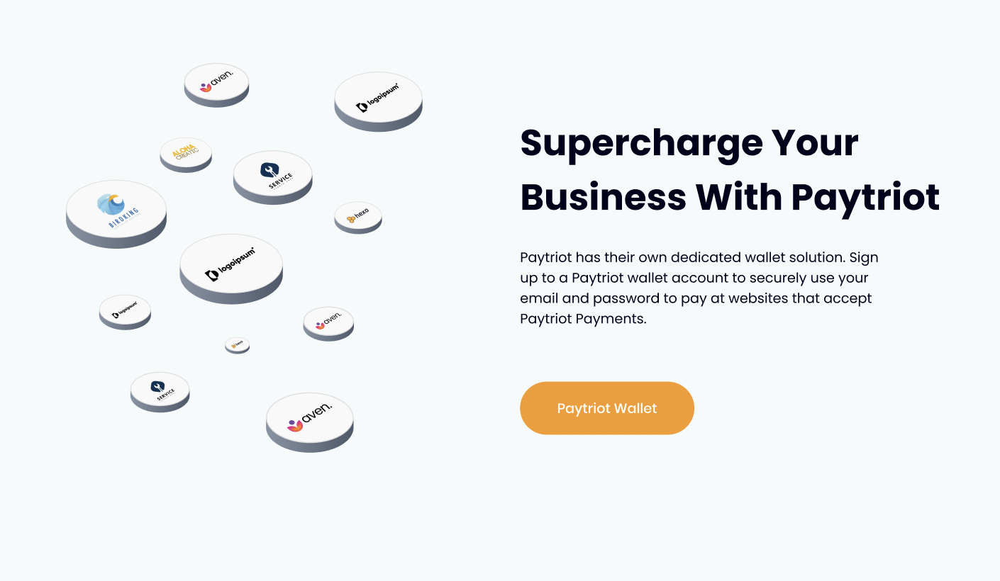 aven.
logoipsum
ALOHA
CREATEC
SERVICE
BIRDKING
hexa
logoipsum
logoipsum
aven.
hexa
SERVICE
aven.
Supercharge Your
Business With Paytriot
Paytriot has their own dedicated wallet solution. Sign
up to a Paytriot wallet account to securely use your
email and password to pay at websites that accept
Paytriot Payments.
Paytriot Wallet